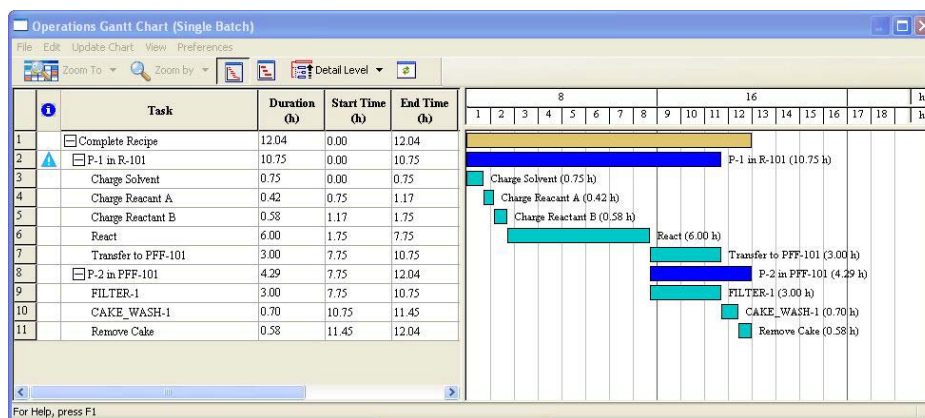 Operations Gantt Chart (Single Batch)
File Edit Update Chart View Preferences
Zoom To Zoom by Detail Level
Task Duration (h) Start Time (h) End Time (h) 8 16 h
1 2 3 4 5 6 7 8 9 10 11 12 13 14 15 16 17 18 h
1 Complete Recipe 12.04 0.00 12.04
2 P-1 in R-101 10.75 0.00 10.75 P-1 in R-101 (10.75 h)
3 Charge Solvent 0.75 0.00 0.75 Charge Solvent (0.75 h)
4 Charge Reacant A 0.42 0.75 1.17 Charge Reacant A (0.42 h)
5 Charge Reactant B 0.58 1.17 1.75 Charge Reactant B (0.58 h)
6 React 6.00 1.75 7.75 React (6.00 h)
7 Transfer to PFF-101 3.00 7.75 10.75 Transfer to PFF-101 (3.00 h)
8 P-2 in PFF-101 4.29 7.75 12.04 P-2 in PFF-101 (4.29 h)
9 FILTER-1 3.00 7.75 10.75 FILTER-1 (3.00 h)
10 CAKE_WASH-1 0.70 10.75 11.45 CAKE_WASH-1 (0.70 h)
11 Remove Cake 0.58 11.45 12.04 Remove Cake (0.58 h)
For Help, press F1